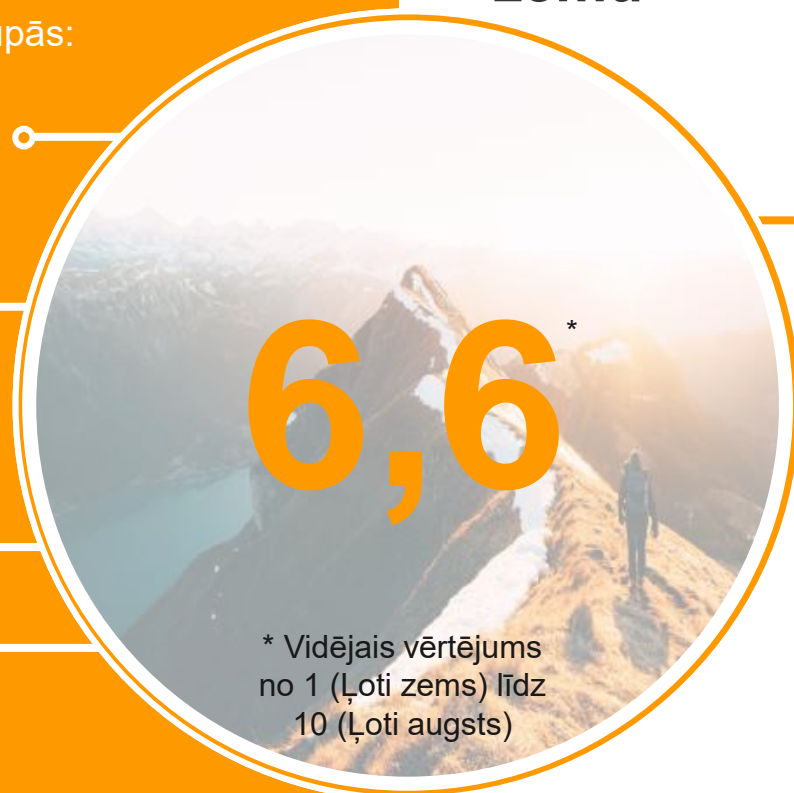 upās:
6,6*
* Vidējais vērtējums
no 1 (Ļoti zems) līdz
10 (Ļoti augsts)